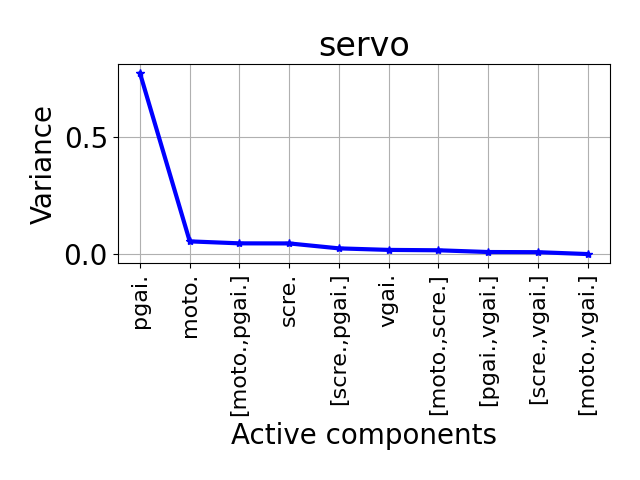 servo
Variance
0.5
0.0
pgai.
moto.
[moto.,pgai.]
scre.
[scre.,pgai.]
vgai.
[moto.,scre.]
[pgai.,vgai.]
[scre.,vgai.]
[moto.,vgai.]
Active components